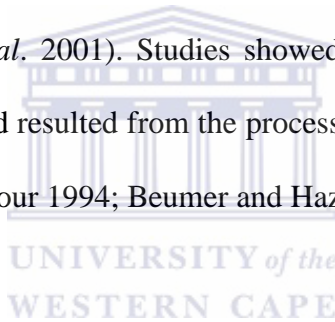 al. 2001). Studies showed
resulted from the process
our 1994; Beumer and Haz
UNIVERSITY of the
WESTERN CAPE